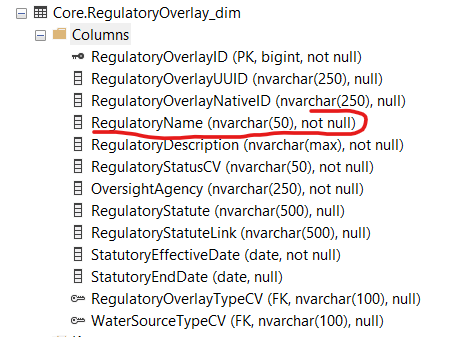 Core.RegulatoryOverlay_dim
Columns
RegulatoryOverlayID (PK, bigint, not null)
RegulatoryOverlayUUID (nvarchar(250), null)
RegulatoryOverlayNativeID (nvarchar(250), null)
RegulatoryName (nvarchar(50), not null)
RegulatoryDescription (nvarchar(max), not null)
RegulatoryStatusCV (nvarchar(50), not null)
OversightAgency (nvarchar(250), not null)
RegulatoryStatute (nvarchar(500), null)
RegulatoryStatuteLink (nvarchar(500), null)
StatutoryEffectiveDate (date, not null)
StatutoryEndDate (date, null)
RegulatoryOverlayTypeCV (FK, nvarchar(100), null)
WaterSourceTypeCV (FK, nvarchar(100), null)